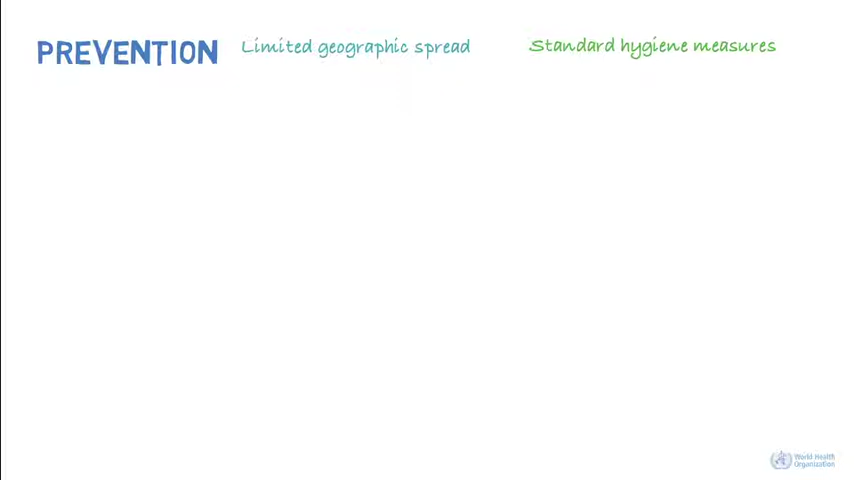 PREVENTION
Limited geographic spread
Standard hygiene measures
World Health
Organization